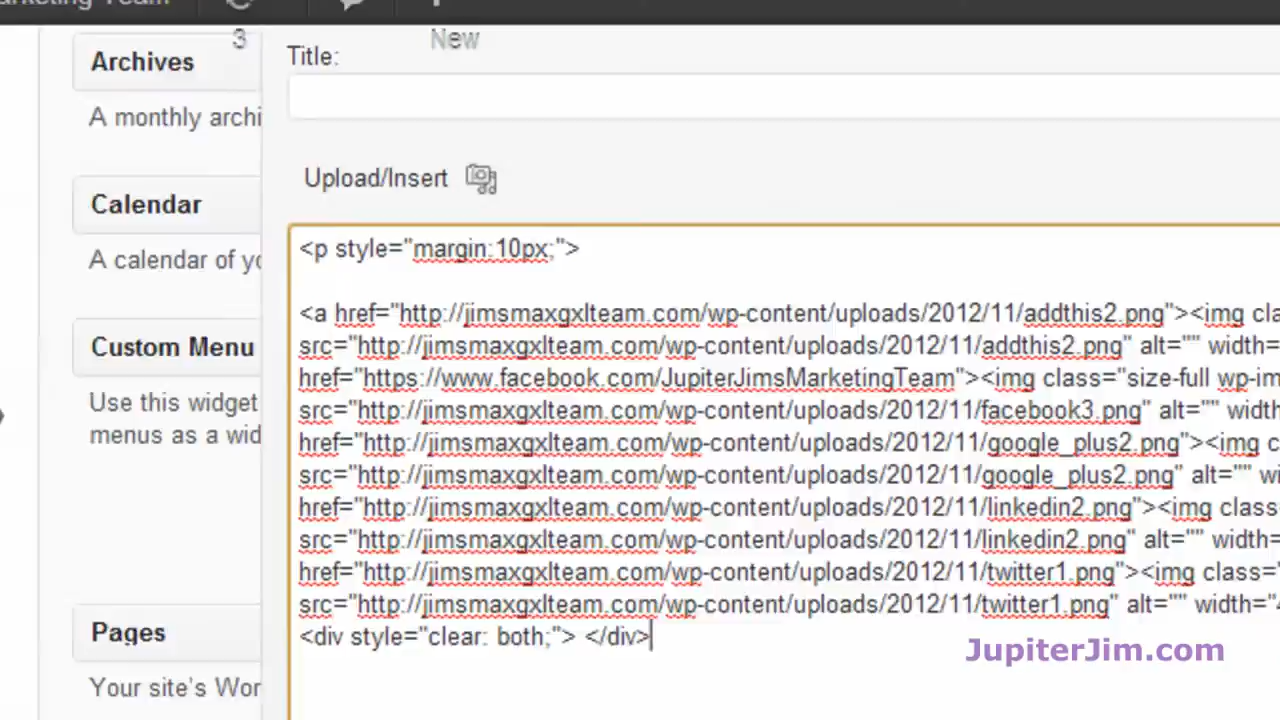 Marketing Team
3
New
Archives
A monthly archi
Calendar
A calendar of yo
Custom Menu
Use this widget
menus as a wid
Pages
Your site's Wor
Title:
Upload/Insert
<p style="margin:10px;">
<a href="http://jimsmaxgxlteam.com/wp-content/uploads/2012/11/addthis2.png"><img cla
src="http://jimsmaxgxlteam.com/wp-content/uploads/2012/11/addthis2.png" alt="" width=
href="https://www.facebook.com/JupiterJimsMarketingTeam"><img class="size-full wp-im
src="http://jimsmaxgxlteam.com/wp-content/uploads/2012/11/facebook3.png" alt="" width
href="http://jimsmaxgxlteam.com/wp-content/uploads/2012/11/google_plus2.png"><img c
src="http://jimsmaxgxlteam.com/wp-content/uploads/2012/11/google_plus2.png" alt="" wi
href="http://jimsmaxgxlteam.com/wp-content/uploads/2012/11/linkedin2.png"><img class
src="http://jimsmaxgxlteam.com/wp-content/uploads/2012/11/linkedin2.png" alt="" width=
href="http://jimsmaxgxlteam.com/wp-content/uploads/2012/11/twitter1.png"><img class="
src="http://jimsmaxgxlteam.com/wp-content/uploads/2012/11/twitter1.png" alt="" width="4
<div style="clear: both;"> </div>
JupiterJim.com